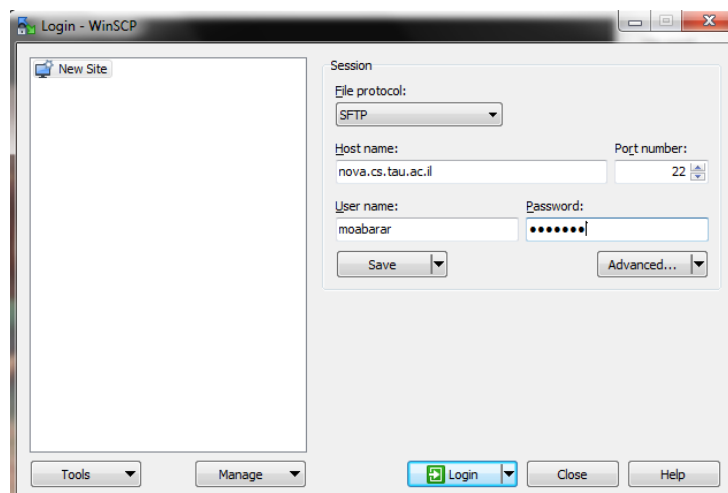 Login - WinSCP
New Site
Session
File protocol:
SFTP
Host name:
Port number:
nova.cs.tau.ac.il
22
User name:
Password:
moabarar
•••••••
Save
Advanced...
Tools
Manage
Login
Close
Help